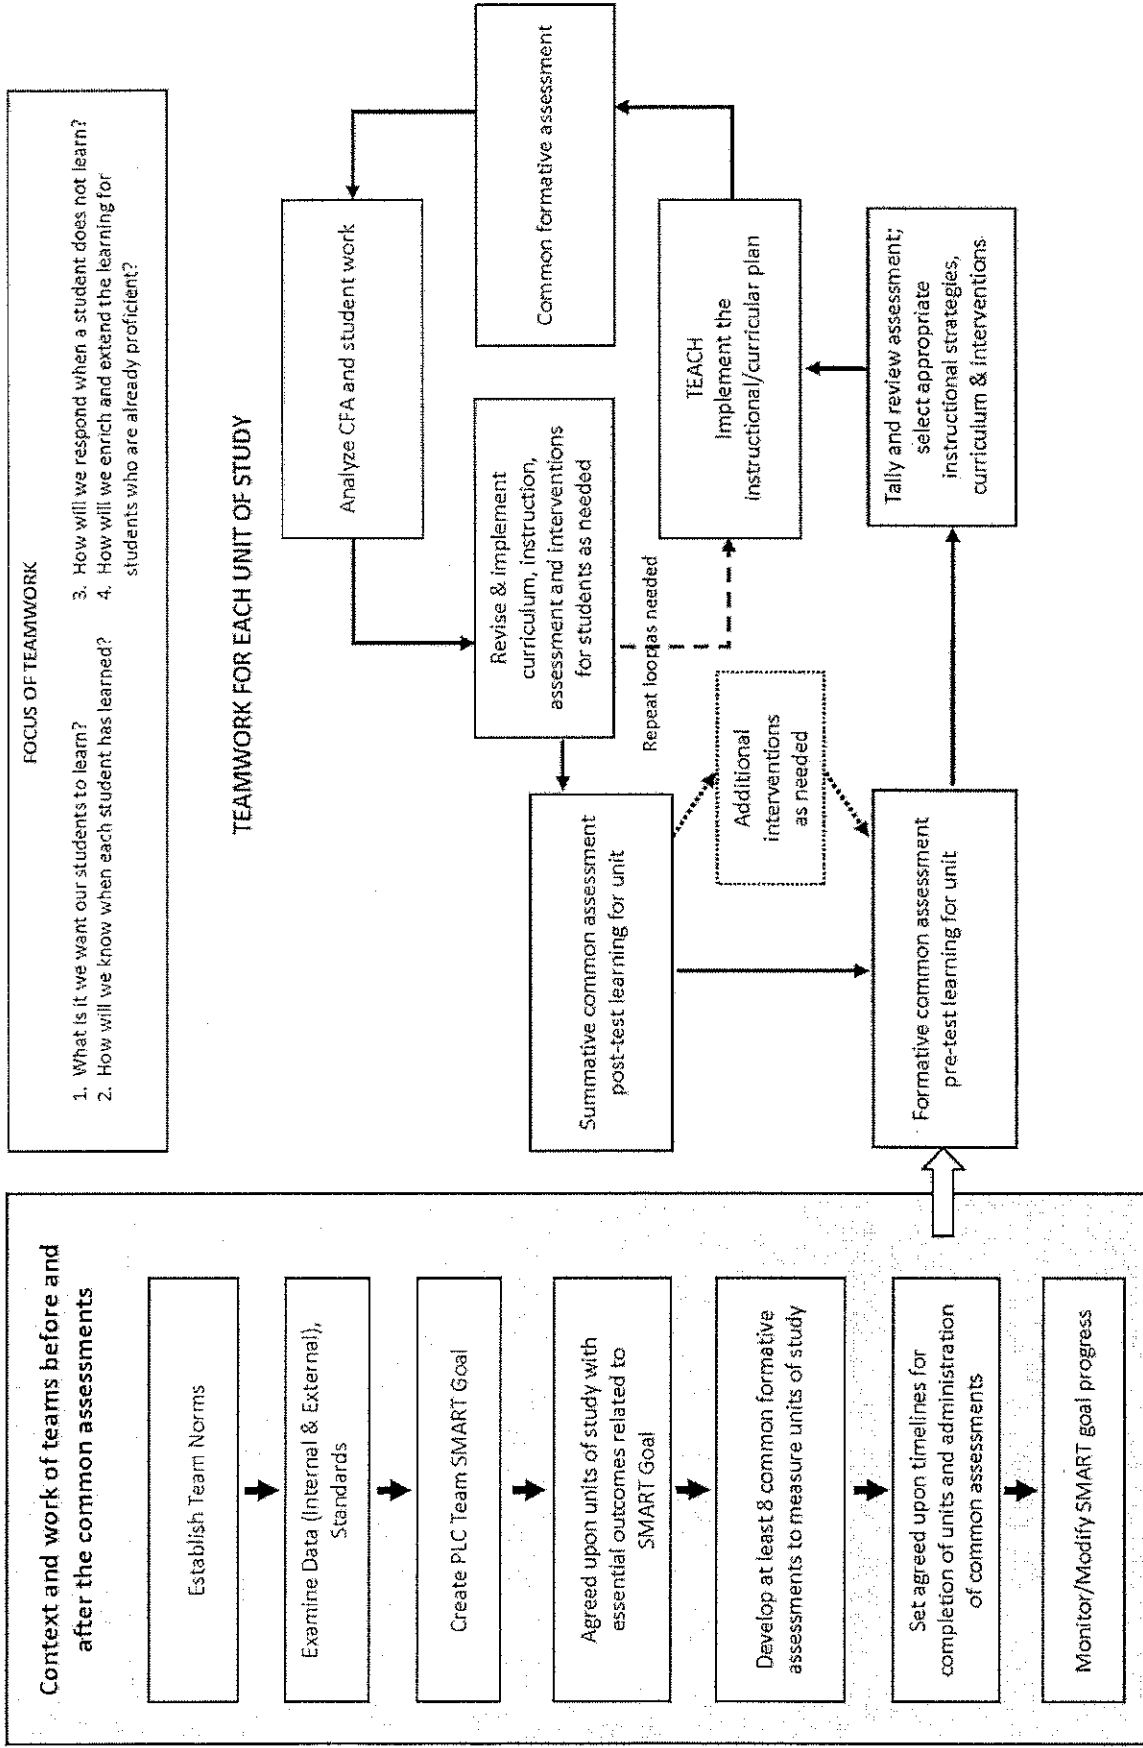 Context and work of teams before and
after the common assessments
Establish Team Norms
Examine Data (Internal & External),
Standards
Create PLC Team SMART Goal
Agreed upon units of study with
essential outcomes related to
SMART Goal
Develop at least 8 common formative
assessments to measure units of study
Set agreed upon timelines for
completion of units and administration
of common assessments
Monitor/Modify SMART goal progress
FOCUS OF TEAMWORK
1. What is it we want our students to learn?
2. How will we know when each student has learned?
3. How will we respond when a student does not learn?
4. How will we enrich and extend the learning for
students who are already proficient?
TEAMWORK FOR EACH UNIT OF STUDY
Analyze CFA and student work
Common formative assessment
Revise & implement
curriculum, instruction,
assessment and interventions
for students as needed
Repeat loop as needed
TEACH
Implement the
instructional/curricular plan
Summative common assessment
post-test learning for unit
Additional
interventions
as needed
Formative common assessment
pre-test learning for unit
Tally and review assessment;
select appropriate
instructional strategies,
curriculum & interventions